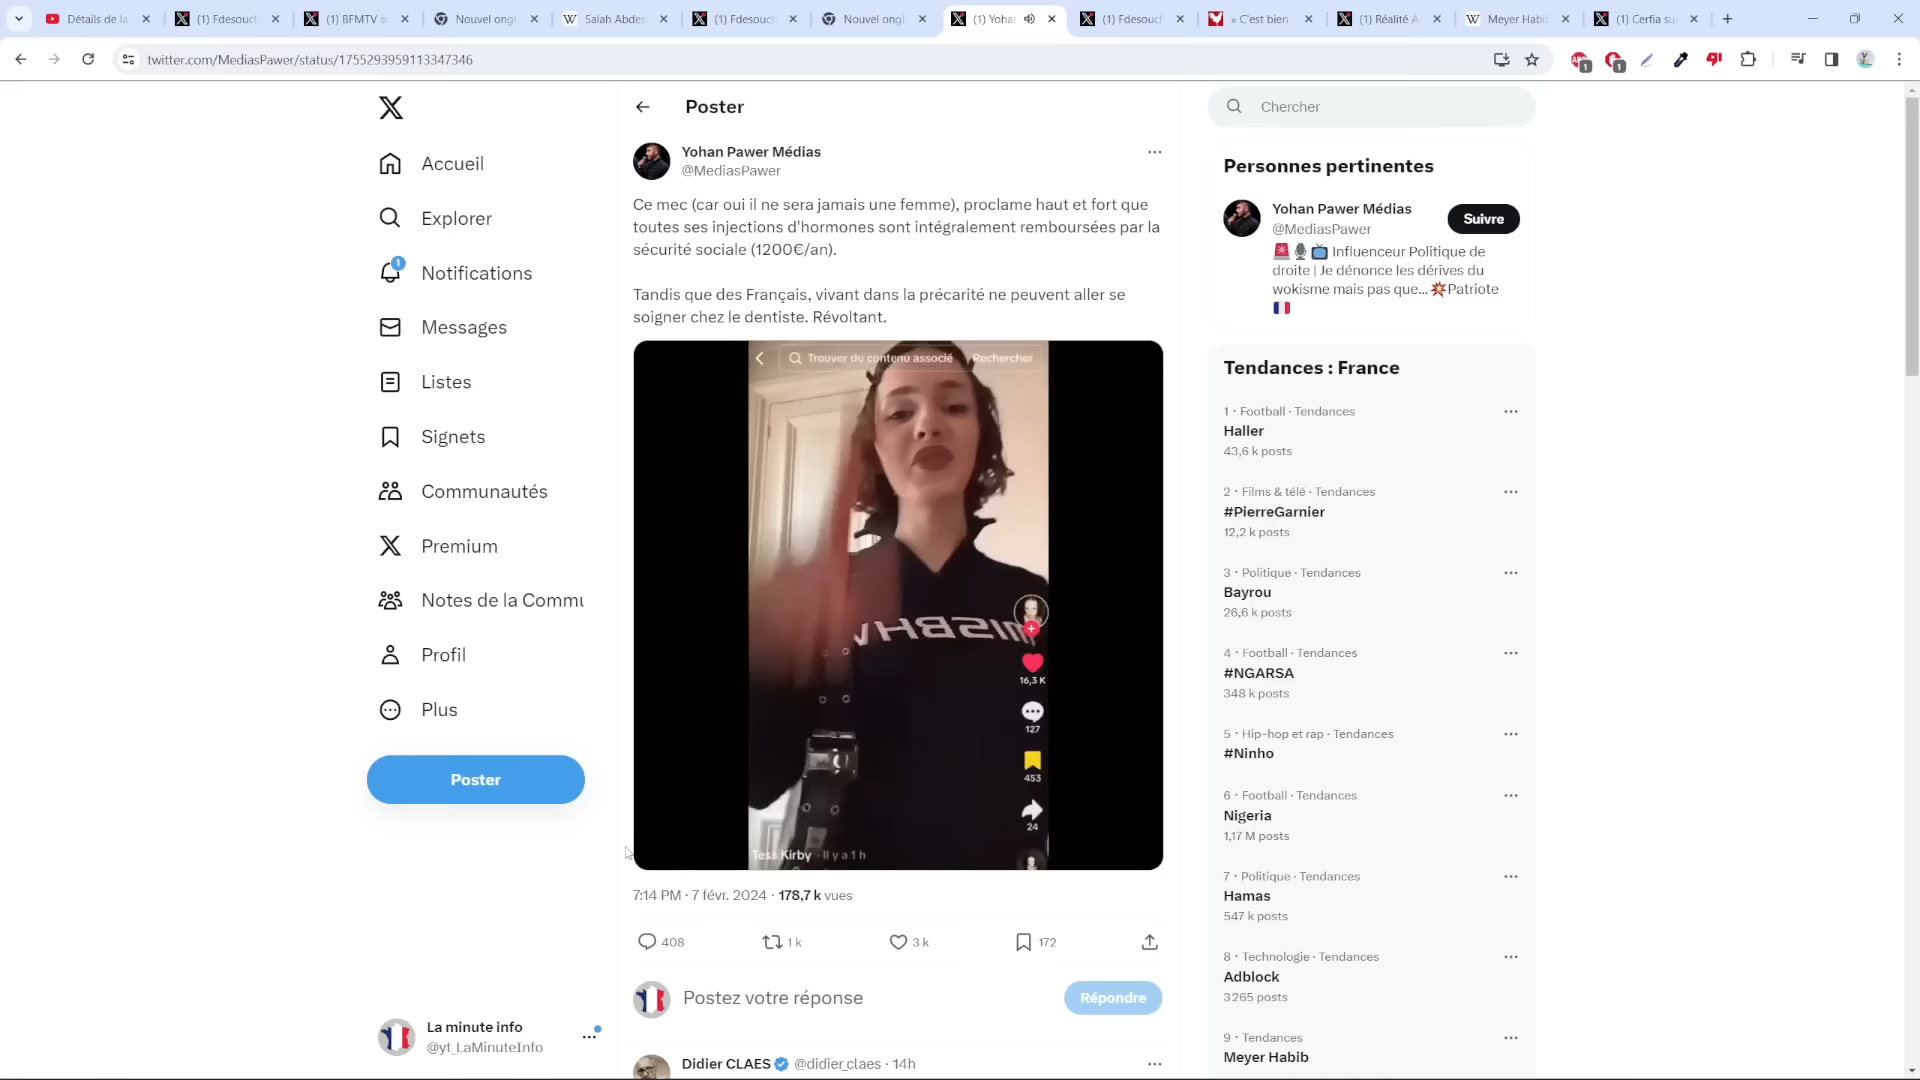 Détails de la
(1) Fdesouch
(1) BFMTV su
Nouvel ongl
Salah Abdes
(1) Fdesouch
Nouvel ongl
(1) Yoha
(1) Fdesouch
« C'est bien
(1) Réalité A
Meyer Habi
(1) Cerfia su
twitter.com/MediasPawer/status/1755293959113347346
Accueil
Explorer
1
Notifications
Messages
Listes
Signets
Communautés
Premium
Notes de la Commu
Profil
Plus
Poster
La minute info
@yt_LaMinuteInfo
Poster
Yohan Pawer Médias
@MediasPawer
Ce mec (car oui il ne sera jamais une femme), proclame haut et fort que
toutes ses injections d'hormones sont intégralement remboursées par la
sécurité sociale (1200€/an).
Tandis que des Français, vivant dans la précarité ne peuvent aller se
soigner chez le dentiste. Révoltant.
Trouver du contenu associé
Rechercher
MISBHV
16,3 K
127
453
24
Tess Kirby · Il y a 1 h
7:14 PM · 7 févr. 2024 · 178,7 k vues
408
1 k
3 k
172
Postez votre réponse
Répondre
Didier CLAES @didier_claes · 14h
Chercher
Personnes pertinentes
Yohan Pawer Médias
@MediasPawer
Suivre
Influenceur Politique de
droite | Je dénonce les dérives du
wokisme mais pas que... Patriote
Tendances : France
1 · Football · Tendances
Haller
43,6 k posts
2 · Films & télé · Tendances
#PierreGarnier
12,2 k posts
3 · Politique · Tendances
Bayrou
26,6 k posts
4 · Football · Tendances
#NGARSA
348 k posts
5 · Hip-hop et rap · Tendances
#Ninho
6 · Football · Tendances
Nigeria
1,17 M posts
7 · Politique · Tendances
Hamas
547 k posts
8 · Technologie · Tendances
Adblock
3 265 posts
9 · Tendances
Meyer Habib